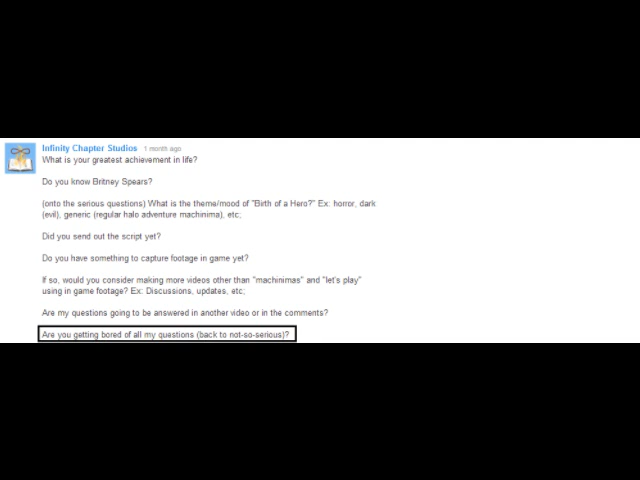 Infinity Chapter Studios 1 month ago
What is your greatest achievement in life?
Do you know Britney Spears?
(onto the serious questions) What is the theme/mood of "Birth of a Hero?" Ex: horror, dark
(evil), generic (regular halo adventure machinima), etc;
Did you send out the script yet?
Do you have something to capture footage in game yet?
If so, would you consider making more videos other than "machinimas" and "let's play"
using in game footage? Ex: Discussions, updates, etc;
Are my questions going to be answered in another video or in the comments?
Are you getting bored of all my questions (back to not-so-serious)?